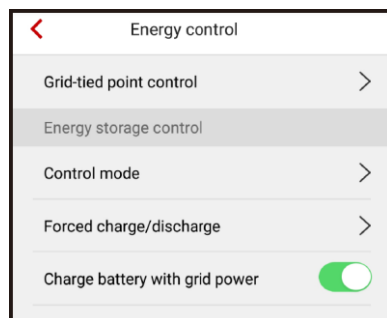 Energy control
Grid-tied point control
Energy storage control
Control mode
Forced charge/discharge
Charge battery with grid power